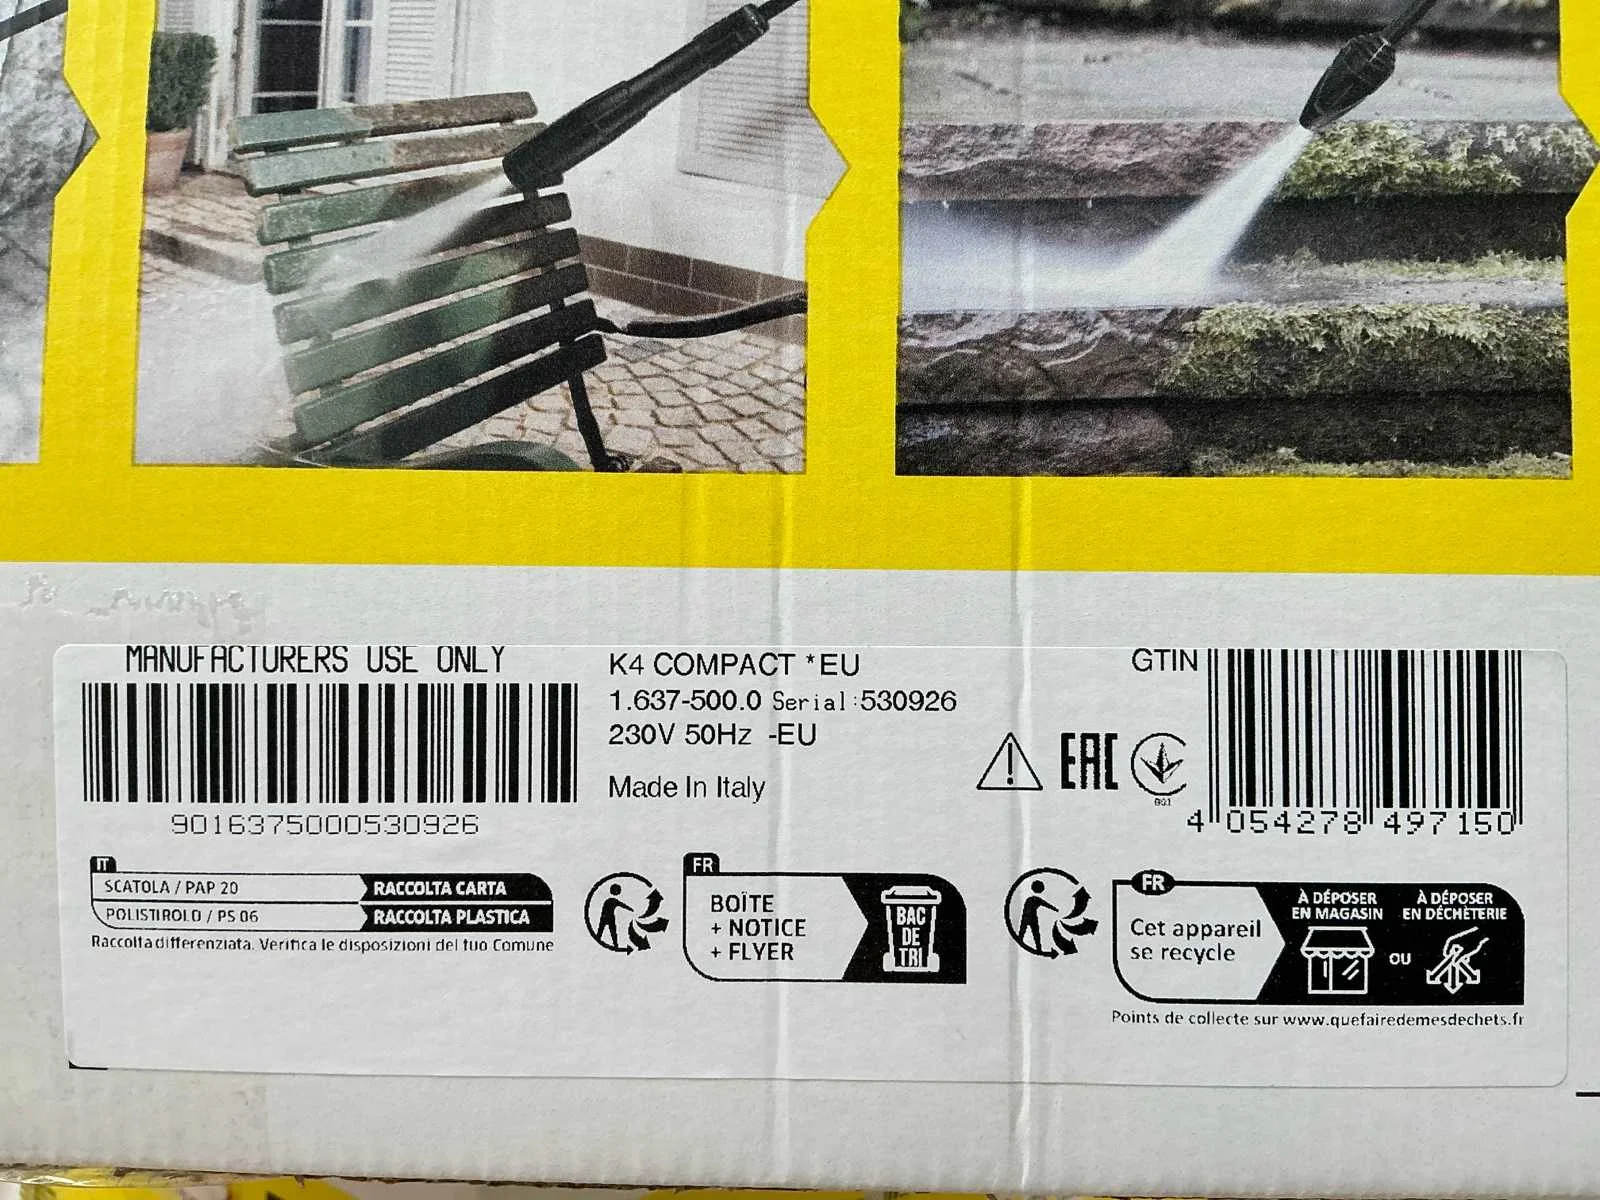 MANUFACTURERS USE ONLY
9016375000530926
K4 COMPACT *EU
1.637-500.0 Serial:530926
230V 50Hz -EU
Made In Italy
GTIN
EAC
001
4 054278 497150
IT
SCATOLA / PAP 20
RACCOLTA CARTA
POLISTIROLO / PS 06
RACCOLTA PLASTICA
Raccolta differenziata. Verifica le disposizioni del tuo Comune
FR
BOÎTE
+ NOTICE
+ FLYER
BAC
DE
TRI
FR
Cet appareil
se recycle
À DÉPOSER
EN MAGASIN
OU
À DÉPOSER
EN DÉCHÈTERIE
Points de collecte sur www.quefairedemesdechets.fr